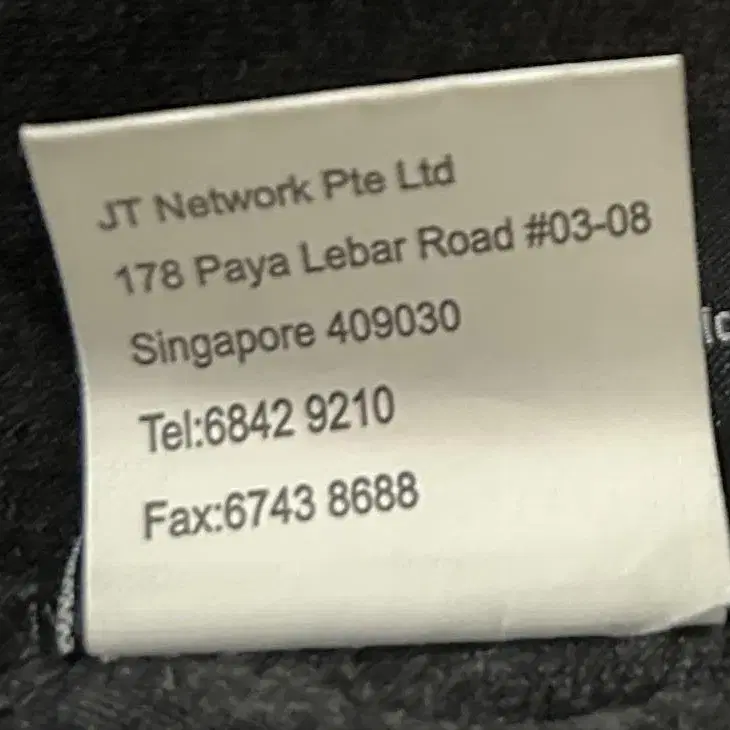 JT Network Pte Ltd
178 Paya Lebar Road #03-08
Singapore 409030
Tel:6842 9210
Fax:6743 8688